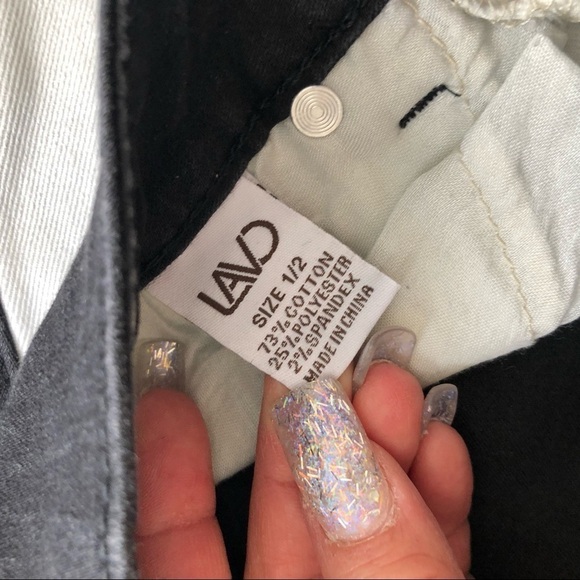 LAVD
SIZE 1/2
73% COTTON
25% POLYESTER
2% SPANDEX
MADE IN CHINA